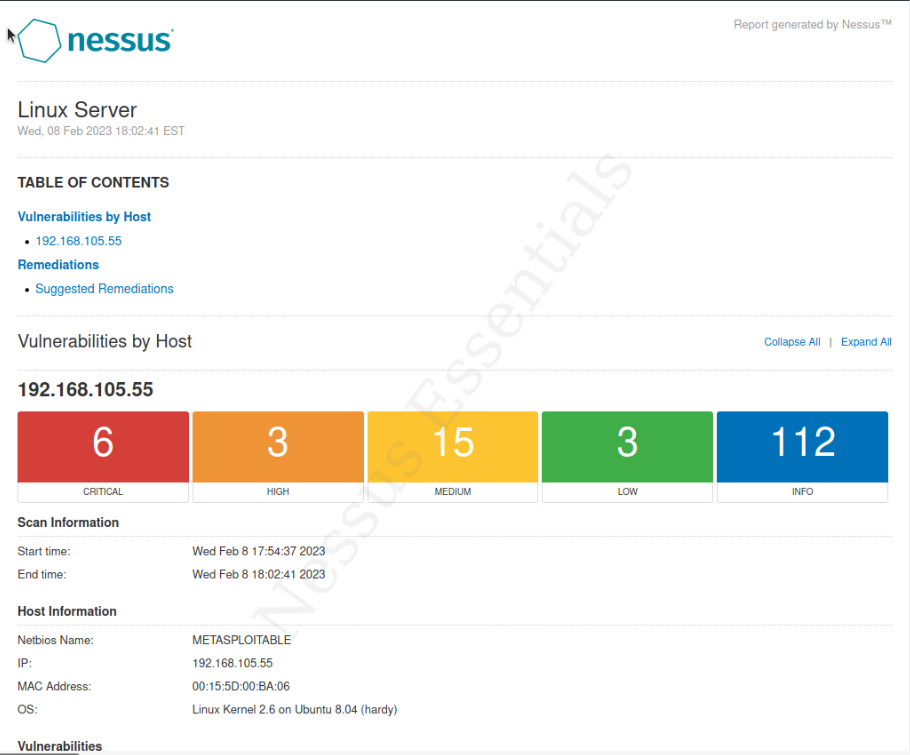 nessus
Report generated by Nessus™
Linux Server
Wed, 08 Feb 2023 18:02:41 EST
TABLE OF CONTENTS
Vulnerabilities by Host
• 192.168.105.55
Remediations
• Suggested Remediations
Vulnerabilities by Host
Collapse All | Expand All
192.168.105.55
6 3 15 3 112
CRITICAL HIGH MEDIUM LOW INFO
Scan Information
Start time: Wed Feb 8 17:54:37 2023
End time: Wed Feb 8 18:02:41 2023
Host Information
Netbios Name: METASPLOITABLE
IP: 192.168.105.55
MAC Address: 00:15:5D:00:BA:06
OS: Linux Kernel 2.6 on Ubuntu 8.04 (hardy)
Vulnerabilities
Nessus Essentials